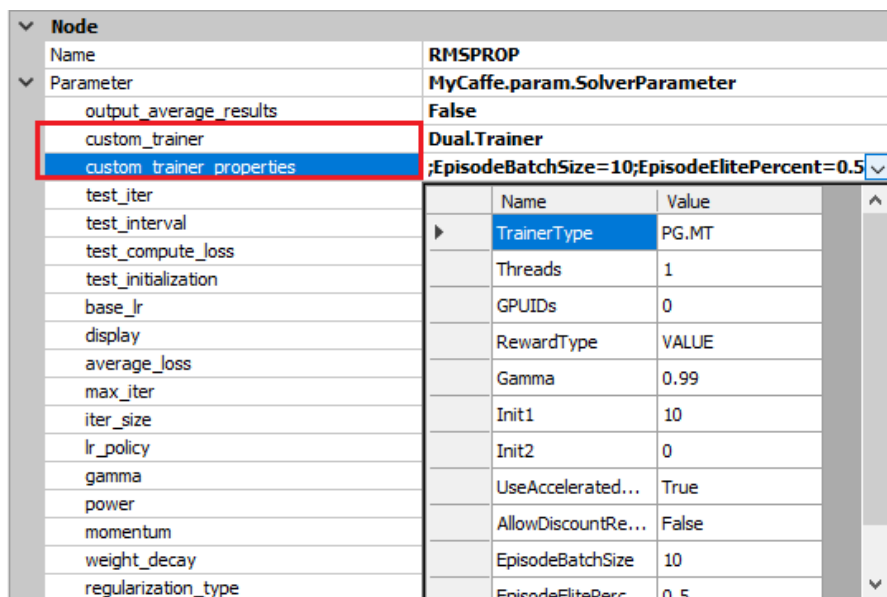 Node
Name RMSPROP
Parameter MyCaffe.param.SolverParameter
output_average_results False
custom_trainer Dual.Trainer
custom_trainer_properties ;EpisodeBatchSize=10;EpisodeElitePercent=0.5
test_iter
Name Value
test_interval
TrainerType PG.MT
test_compute_loss
Threads 1
test_initialization
base_lr
GPUIDs 0
display
RewardType VALUE
average_loss
Gamma 0.99
max_iter
iter_size
Init1 10
lr_policy
Init2 0
gamma
UseAccelerated... True
power
momentum
AllowDiscountRe... False
weight_decay
EpisodeBatchSize 10
regularization_type
EpisodeElitePerc... 0.5